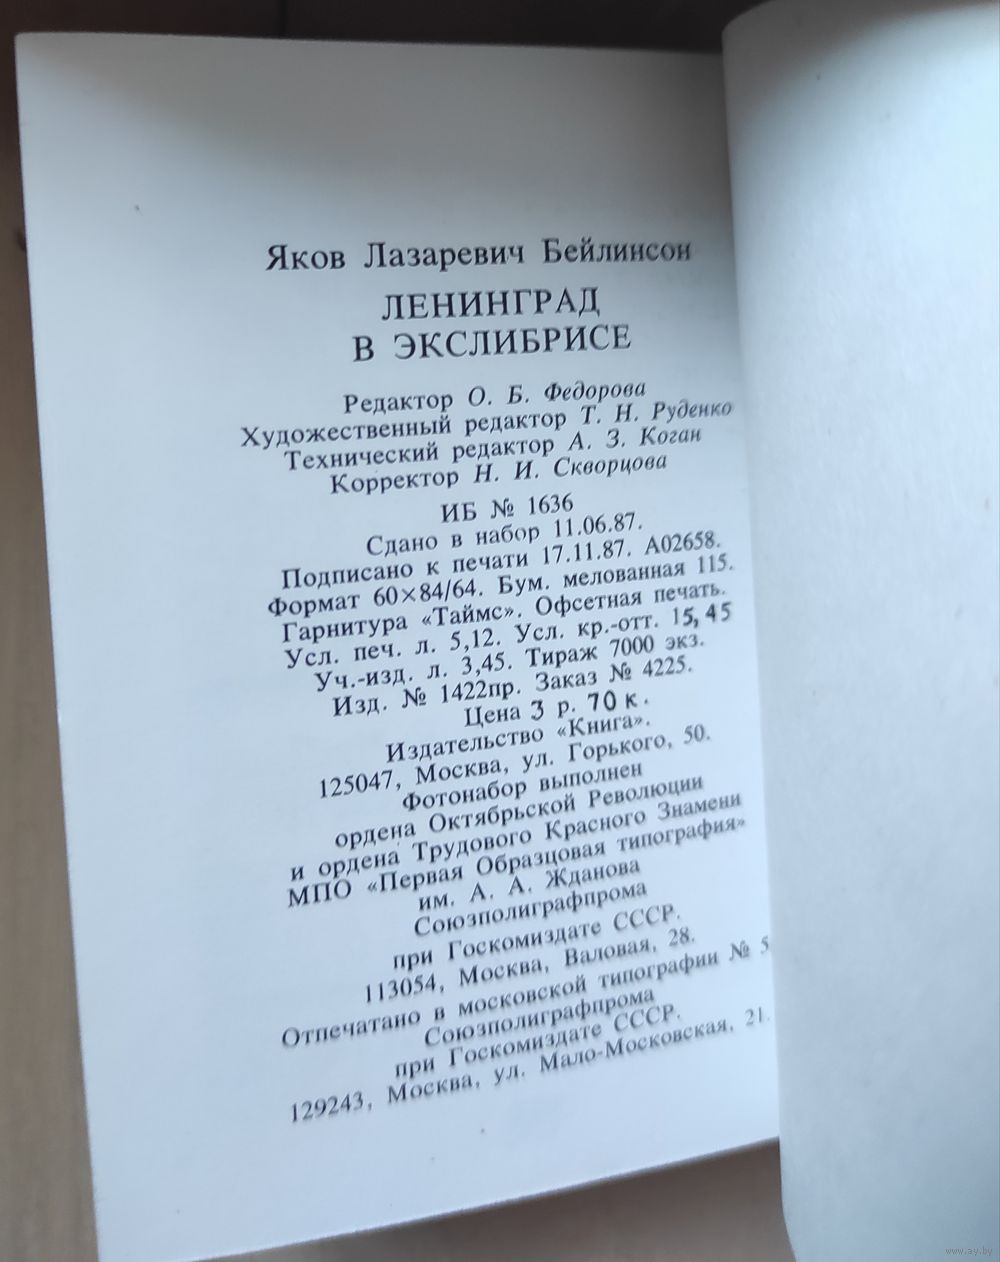 Яков Лазаревич Бейлинсон
ЛЕНИНГРАД
В ЭКСЛИБРИСЕ
Редактор О. Б. Федорова
Художественный редактор Т. Н. Руденко
Технический редактор А. З. Коган
Корректор Н. И. Скворцова
ИБ № 1636
Сдано в набор 11.06.87.
Подписано к печати 17.11.87. А02658.
Формат 60×84/64. Бум. мелованная 115.
Гарнитура «Таймс». Офсетная печать.
Усл. печ. л. 5,12. Усл. кр.-отт. 15,45
Уч.-изд. л. 3,45. Тираж 7000 экз.
Изд. № 1422пр. Заказ № 4225.
Цена 3 р. 70 к.
Издательство «Книга».
125047, Москва, ул. Горького, 50.
Фотонабор выполнен
ордена Октябрьской Революции
и ордена Трудового Красного Знамени
МПО «Первая Образцовая типография»
им. А. А. Жданова
Союзполиграфпрома
при Госкомиздате СССР.
113054, Москва, Валовая, 28.
Отпечатано в московской типографии № 5
Союзполиграфпрома
при Госкомиздате СССР.
129243, Москва, ул. Мало-Московская, 21.
www.ay.by